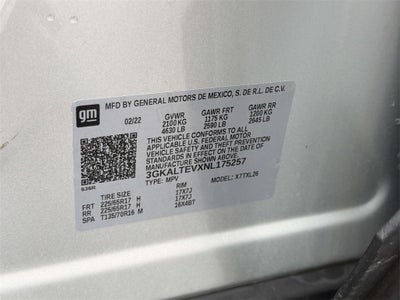 gm
MFD BY GENERAL MOTORS DE MEXICO, S. DE R.L. DE C.V.
02/22 GVWR GAWR FRT GAWR RR
2100 KG 1175 KG 1200 KG
4630 LB 2590 LB 2645 LB
THIS VEHICLE CONFORMS TO ALL
APPLICABLE U.S. FEDERAL MOTOR
VEHICLE SAFETY, BUMPER, AND THEFT
PREVENTION STANDARDS IN EFFECT ON
THE DATE OF MANUFACTURE SHOWN ABOVE.
3GKALTEVXNL175257
TYPE: MPV MODEL: X7TXL26
TIRE SIZE RIM
FRT 225/65R17 H 17X7J
RR 225/65R17 H 17X7J
SPA T135/70R16 M 16X4BT